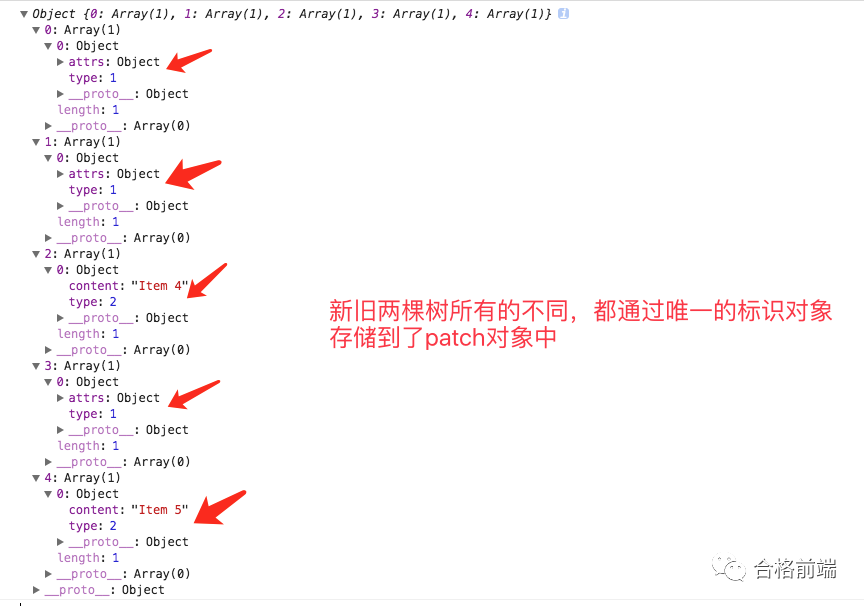 ▼Object {0: Array(1), 1: Array(1), 2: Array(1), 3: Array(1), 4: Array(1)} i
▼0: Array(1)
▼0: Object
▶attrs: Object
type: 1
▶__proto__: Object
length: 1
▶__proto__: Array(0)
▼1: Array(1)
▼0: Object
▶attrs: Object
type: 1
▶__proto__: Object
length: 1
▶__proto__: Array(0)
▼2: Array(1)
▼0: Object
content: "Item 4"
type: 2
▶__proto__: Object
length: 1
▶__proto__: Array(0)
▼3: Array(1)
▼0: Object
▶attrs: Object
type: 1
▶__proto__: Object
length: 1
▶__proto__: Array(0)
▼4: Array(1)
▼0: Object
content: "Item 5"
type: 2
▶__proto__: Object
length: 1
▶__proto__: Array(0)
▶__proto__: Object
新旧两棵树所有的不同，都通过唯一的标识对象
存储到了patch对象中
合格前端